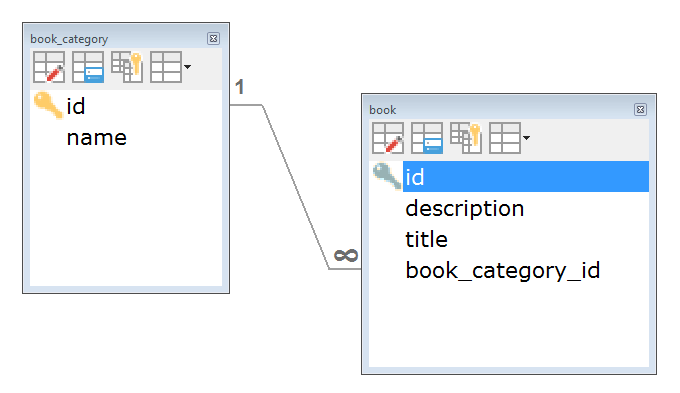 book_category
id
name
1
∞
book
id
description
title
book_category_id